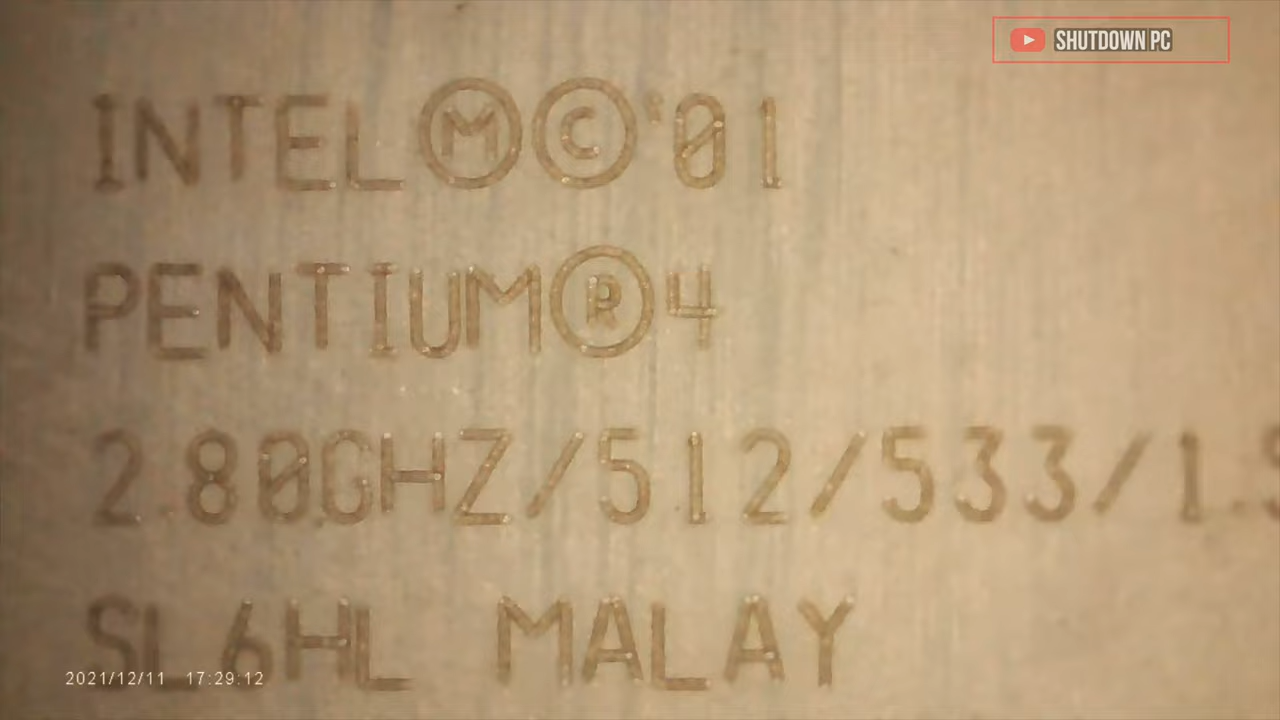 SHUTDOWN PC
INTEL Ⓜ © '01
PENTIUM ® 4
2.80GHZ/512/533/1.5
SL6HL MALAY
2021/12/11 17:29:12